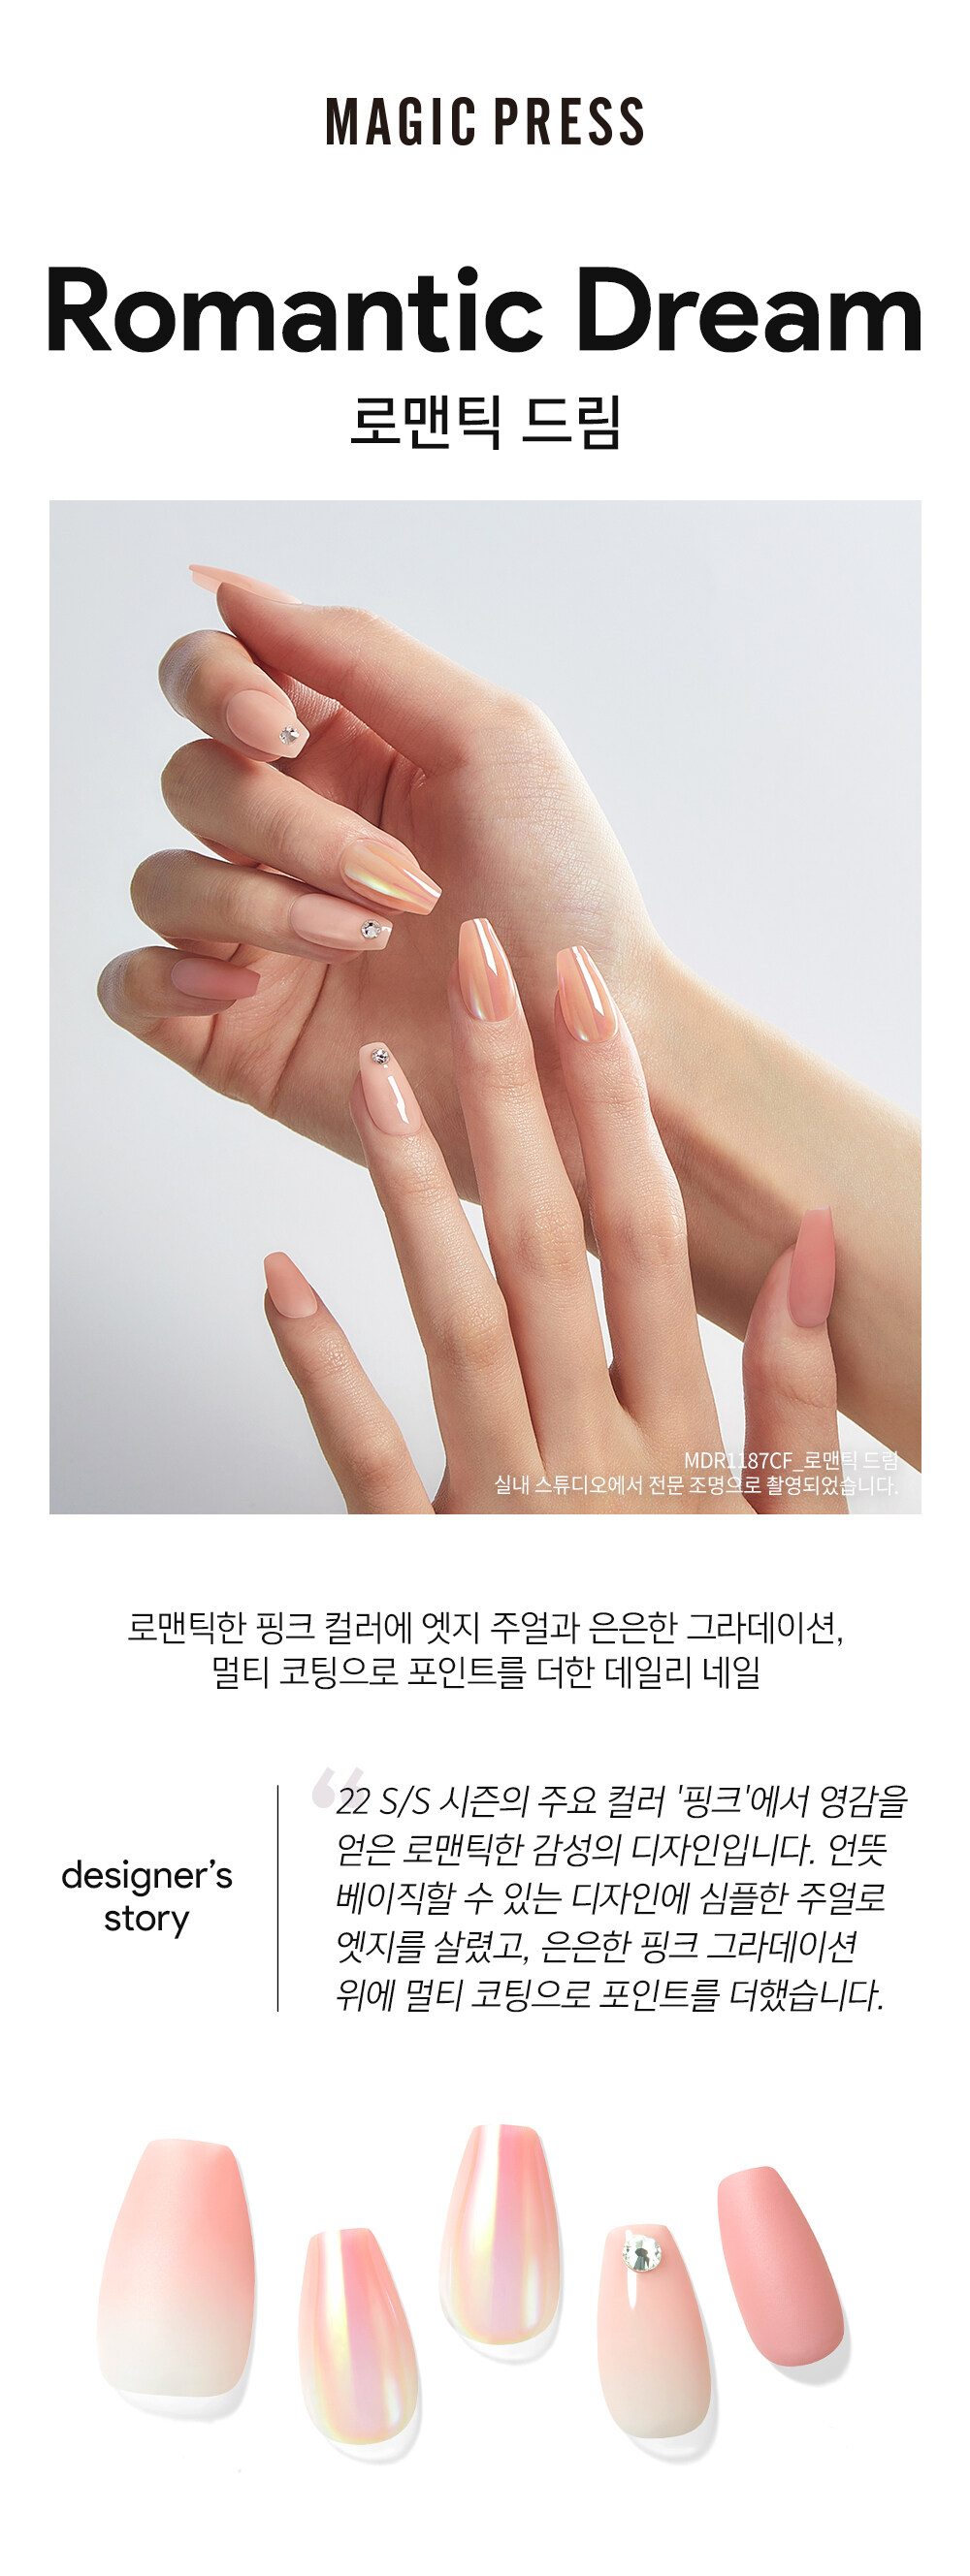 MAGIC PRESS
Romantic Dream
로맨틱 드림
MDR1187CF_로맨틱 드림
실내 스튜디오에서 전문 조명으로 촬영되었습니다.
로맨틱한 핑크 컬러에 엣지 주얼과 은은한 그라데이션,
멀티 코팅으로 포인트를 더한 데일리 네일
designer’s
story
“22 S/S 시즌의 주요 컬러 '핑크'에서 영감을
얻은 로맨틱한 감성의 디자인입니다. 언뜻
베이직할 수 있는 디자인에 심플한 주얼로
엣지를 살렸고, 은은한 핑크 그라데이션
위에 멀티 코팅으로 포인트를 더했습니다.